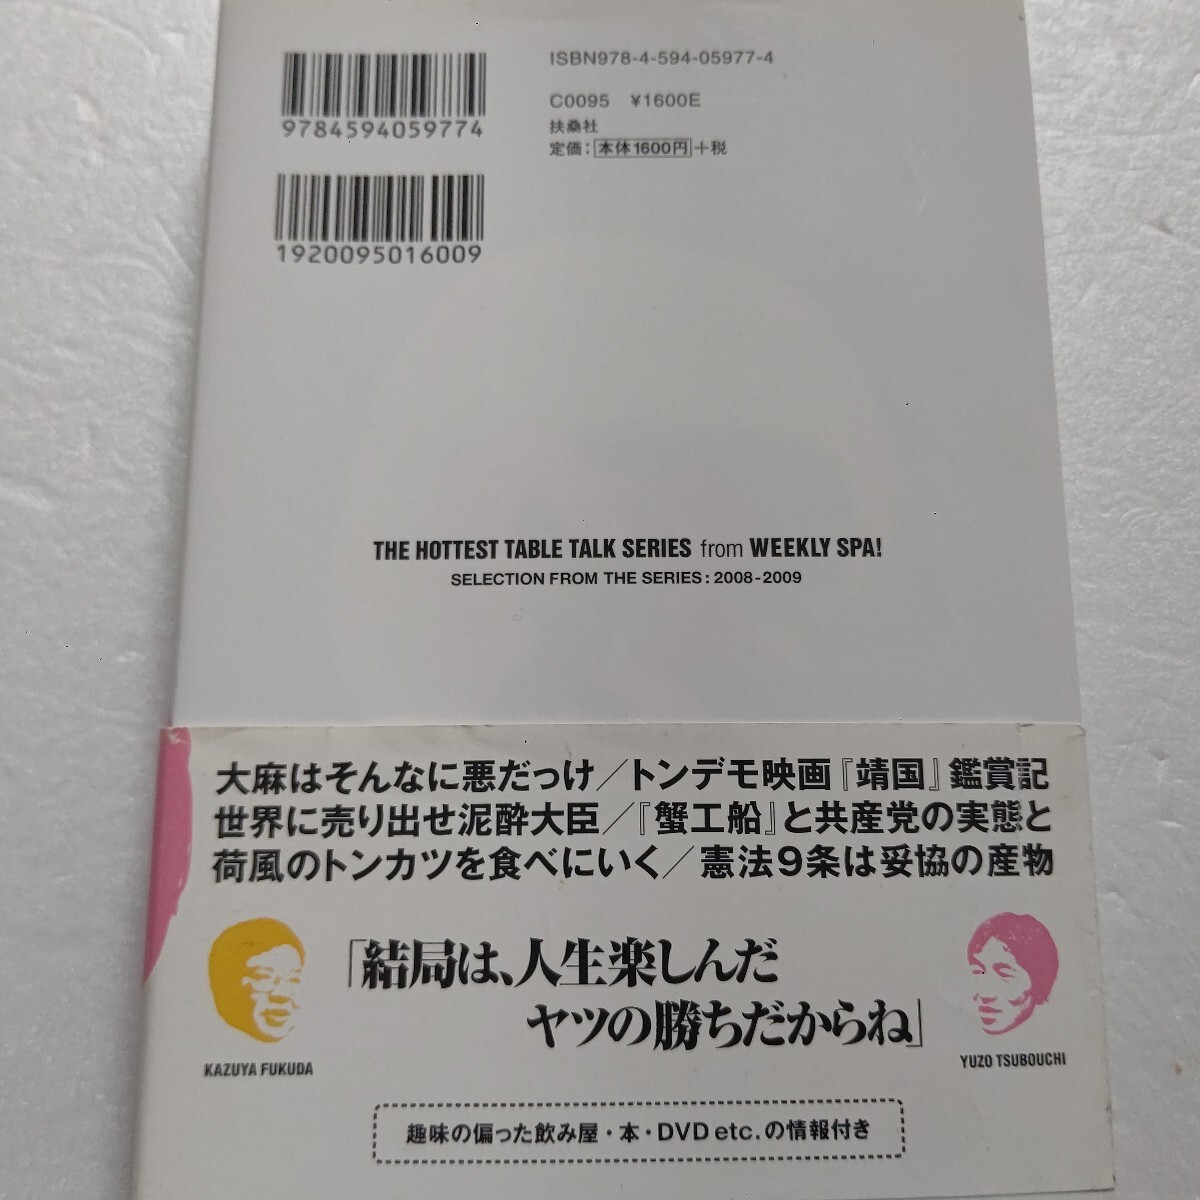 ISBN978-4-594-05977-4
9784594059774
C0095 ¥1600E
扶桑社
定価：本体1600円+税
1920095016009
THE HOTTEST TABLE TALK SERIES from WEEKLY SPA!
SELECTION FROM THE SERIES : 2008-2009
大麻はそんなに悪だっけ／トンデモ映画『靖国』鑑賞記
世界に売り出せ泥酔大臣／『蟹工船』と共産党の実態と
荷風のトンカツを食べにいく／憲法9条は妥協の産物
「結局は、人生楽しんだ
ヤツの勝ちだからね」
KAZUYA FUKUDA
YUZO TSUBOUCHI
趣味の偏った飲み屋・本・DVD etc.の情報付き